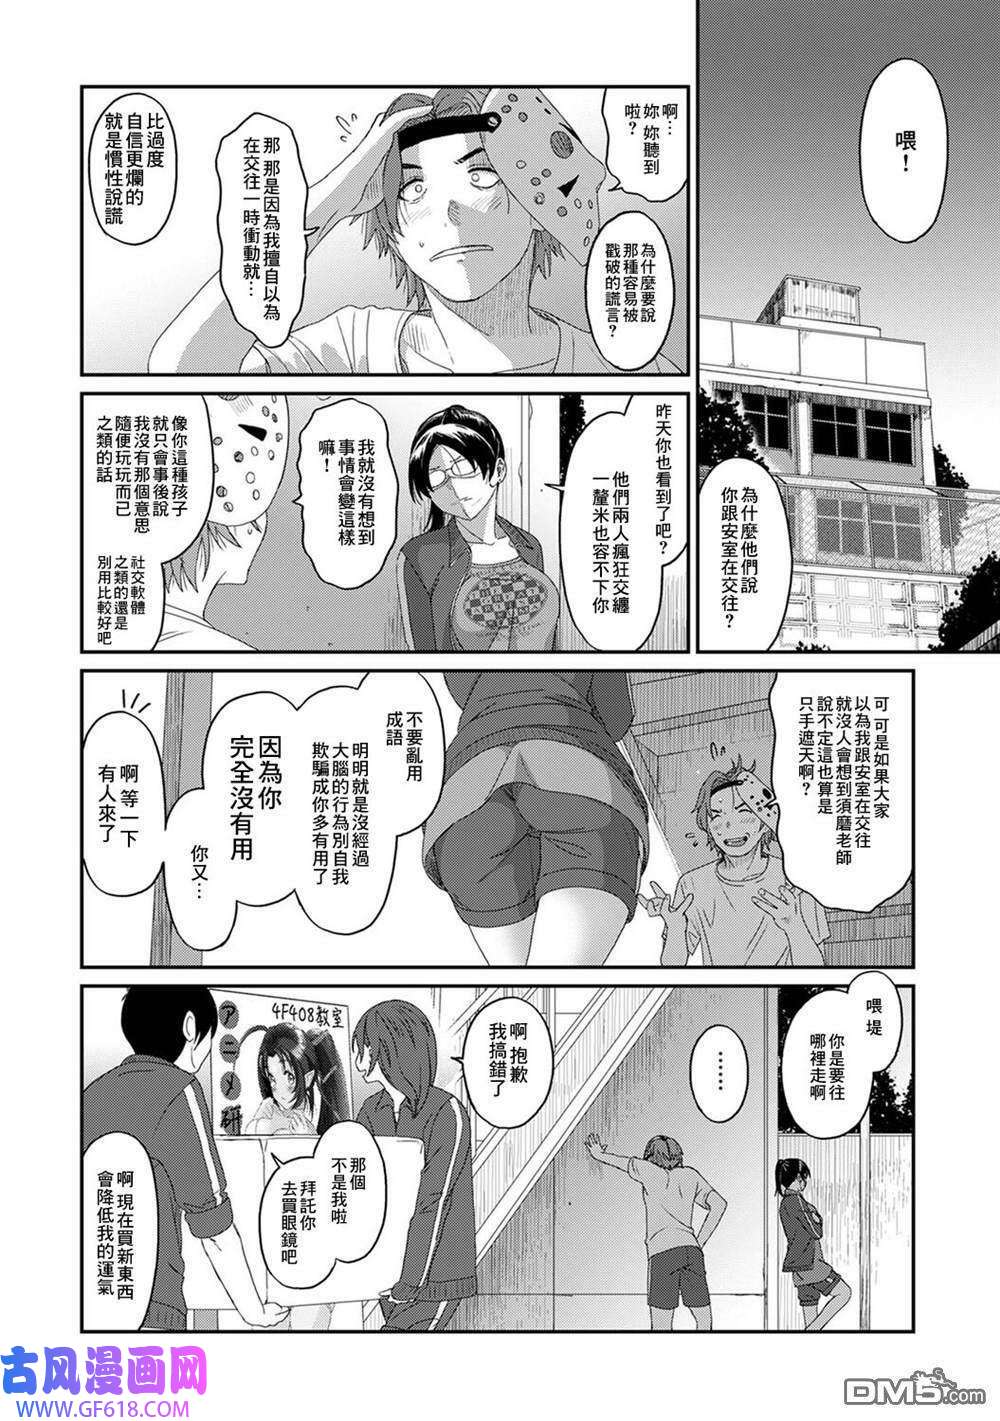 喂！
為什麼他們說
你跟安室在交往？
啊…
妳 妳聽到
啦？
為什麼要說
那種容易被
戳破的謊言？
那 那是因為我擅自以為
在交往一時衝動就…
比過度
自信更爛的
就是慣性說謊
昨天你也看到了吧？
他們兩人瘋狂交纏
一釐米也容不下你
我就沒有想到
事情會變這樣
嘛！
像你這種孩子
就只會事後說
我沒有那個意思
隨便玩玩而已
之類的話
社交軟體
之類的還是
別用比較好吧
可 可是如果大家
以為我跟安室在交往
就沒人會想到須磨老師
說不定這也算是
只手遮天啊？
不要亂用
成語
明明就是沒經過
大腦的行為別自我
欺騙成你多有用了
因為你
完全沒有用
你又…
啊 等一下
有人來了
喂堤
你是要往
哪裡走啊
……
啊 抱歉
我搞錯了
4F408教室
アニメ研
那個
不是我啦
拜託你
去買眼鏡吧
啊 現在買新東西
會降低我的運氣
古风漫画网
WWW.GF618.COM
DM5.com